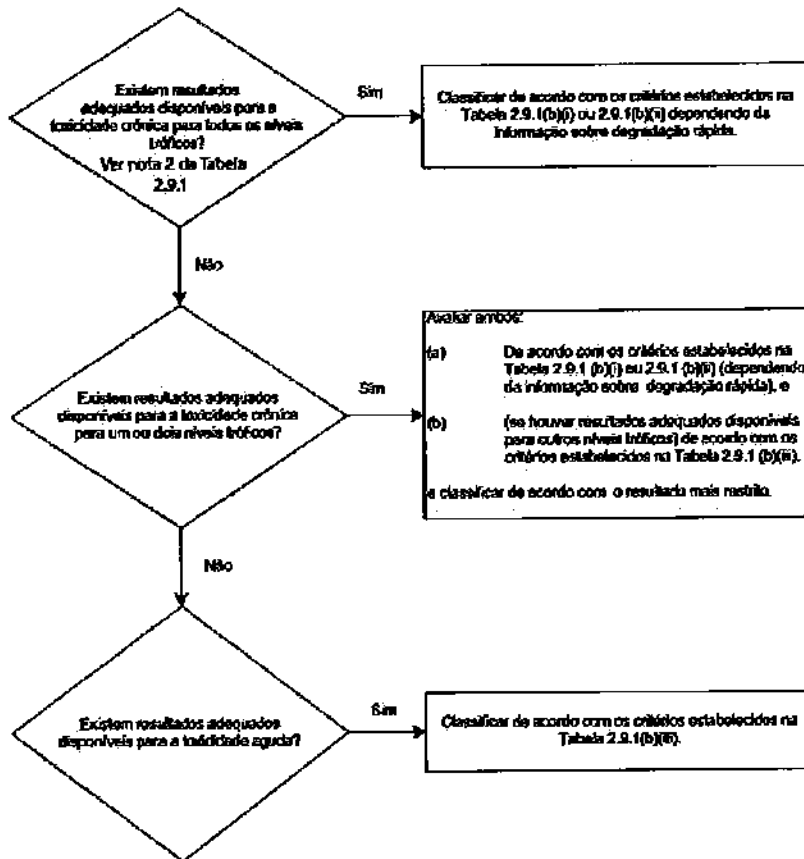 Existem resultados
adequados disponíveis para a
toxicidade crônica para todos os níveis
tróficos?
Ver nota 2 da Tabela
2.9.1
Sim
Classificar de acordo com os critérios estabelecidos na
Tabela 2.9.1(b)(i) ou 2.9.1(b)(ii) dependendo da
informação sobre degradação rápida.
Não
Existem resultados adequados
disponíveis para a toxicidade crônica
para um ou dois níveis tróficos?
Sim
Avaliar ambos:
(a) De acordo com os critérios estabelecidos na
Tabela 2.9.1 (b)(i) ou 2.9.1 (b)(ii) (dependendo
da informação sobre degradação rápida), e
(b) (se houver resultados adequados disponíveis
para outros níveis tróficos) de acordo com os
critérios estabelecidos na Tabela 2.9.1 (b)(iii),
e classificar de acordo com o resultado mais restrito.
Não
Existem resultados adequados
disponíveis para a toxicidade aguda?
Sim
Classificar de acordo com os critérios estabelecidos na
Tabela 2.9.1(b)(iii).